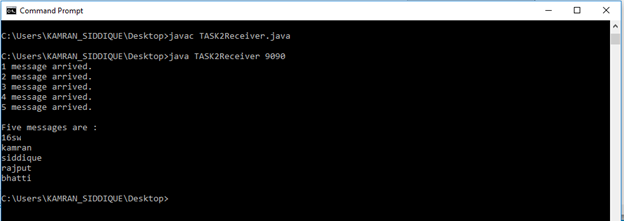 Command Prompt
C:\Users\KAMRAN_SIDDIQUE\Desktop>javac TASK2Receiver.java
C:\Users\KAMRAN_SIDDIQUE\Desktop>java TASK2Receiver 9090
1 message arrived.
2 message arrived.
3 message arrived.
4 message arrived.
5 message arrived.
Five messages are :
16sw
kamran
siddique
rajput
bhatti
C:\Users\KAMRAN_SIDDIQUE\Desktop>